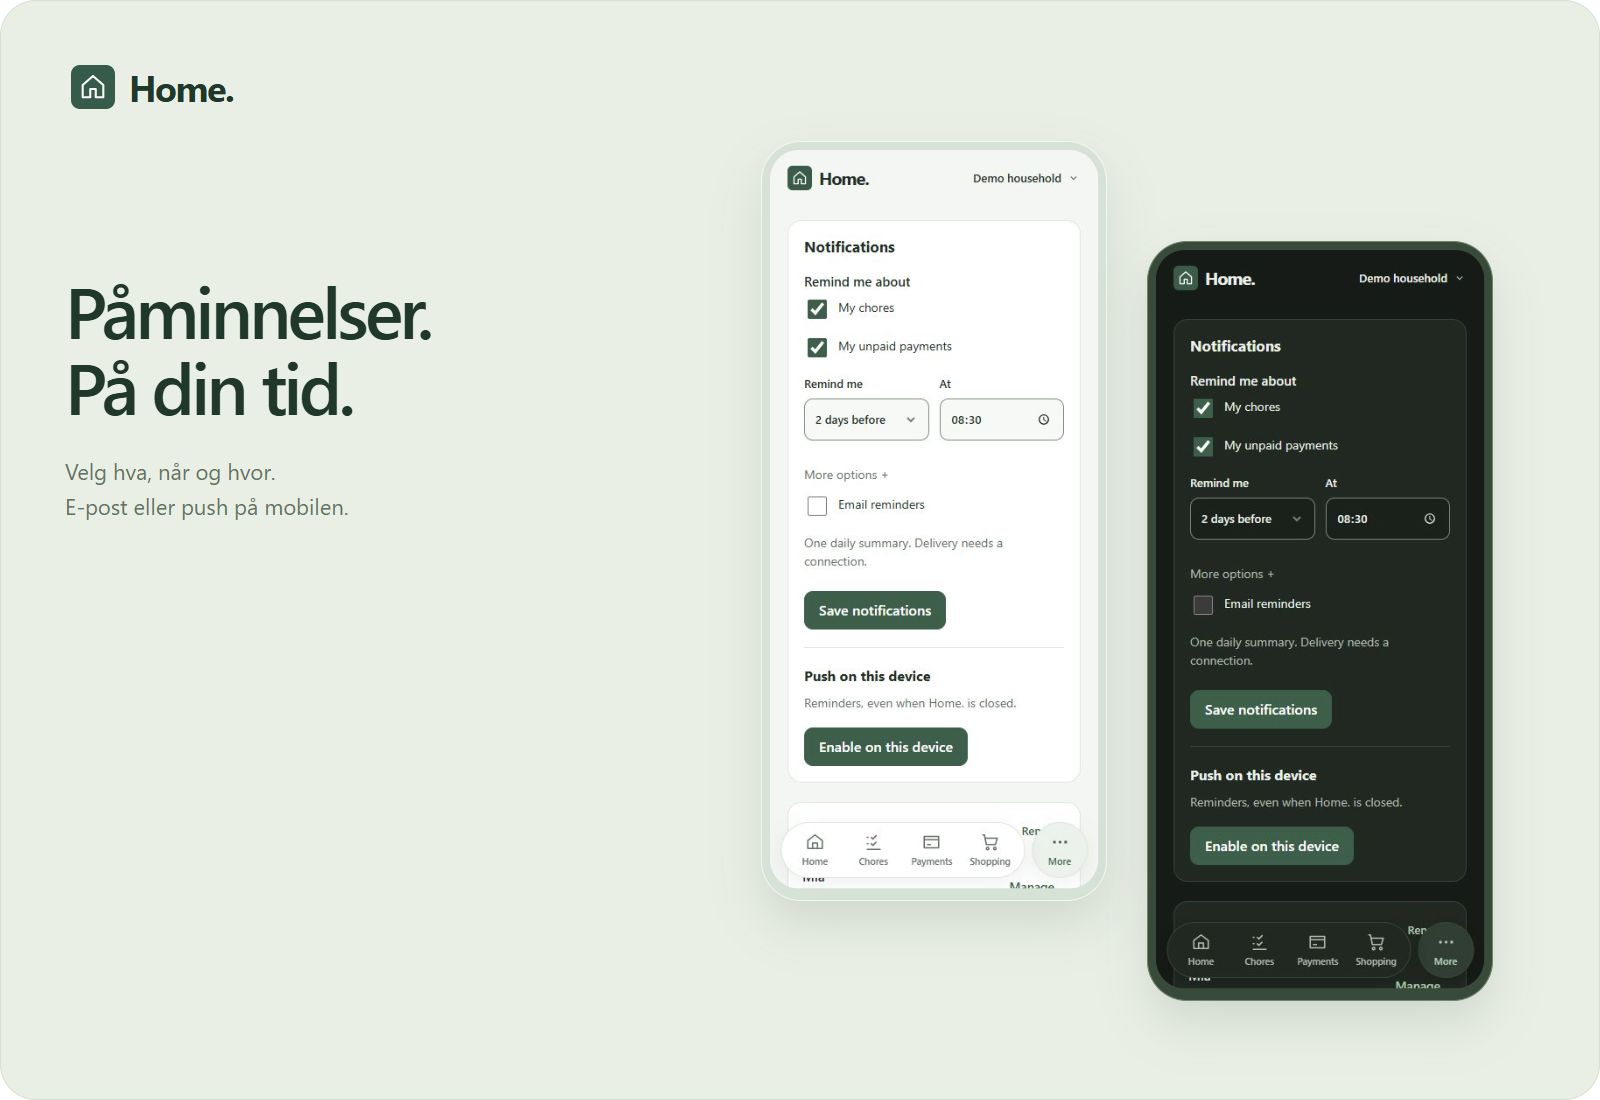 Home.
Påminnelser.
På din tid.
Velg hva, når og hvor.
E-post eller push på mobilen.
Home.
Demo household
Notifications
Remind me about
My chores
My unpaid payments
Remind me At
2 days before 08:30
More options +
Email reminders
One daily summary. Delivery needs a
connection.
Save notifications
Push on this device
Reminders, even when Home. is closed.
Enable on this device
Home Chores Payments Shopping More
Manage
Home.
Demo household
Notifications
Remind me about
My chores
My unpaid payments
Remind me At
2 days before 08:30
More options +
Email reminders
One daily summary. Delivery needs a
connection.
Save notifications
Push on this device
Reminders, even when Home. is closed.
Enable on this device
Home Chores Payments Shopping More
Manage